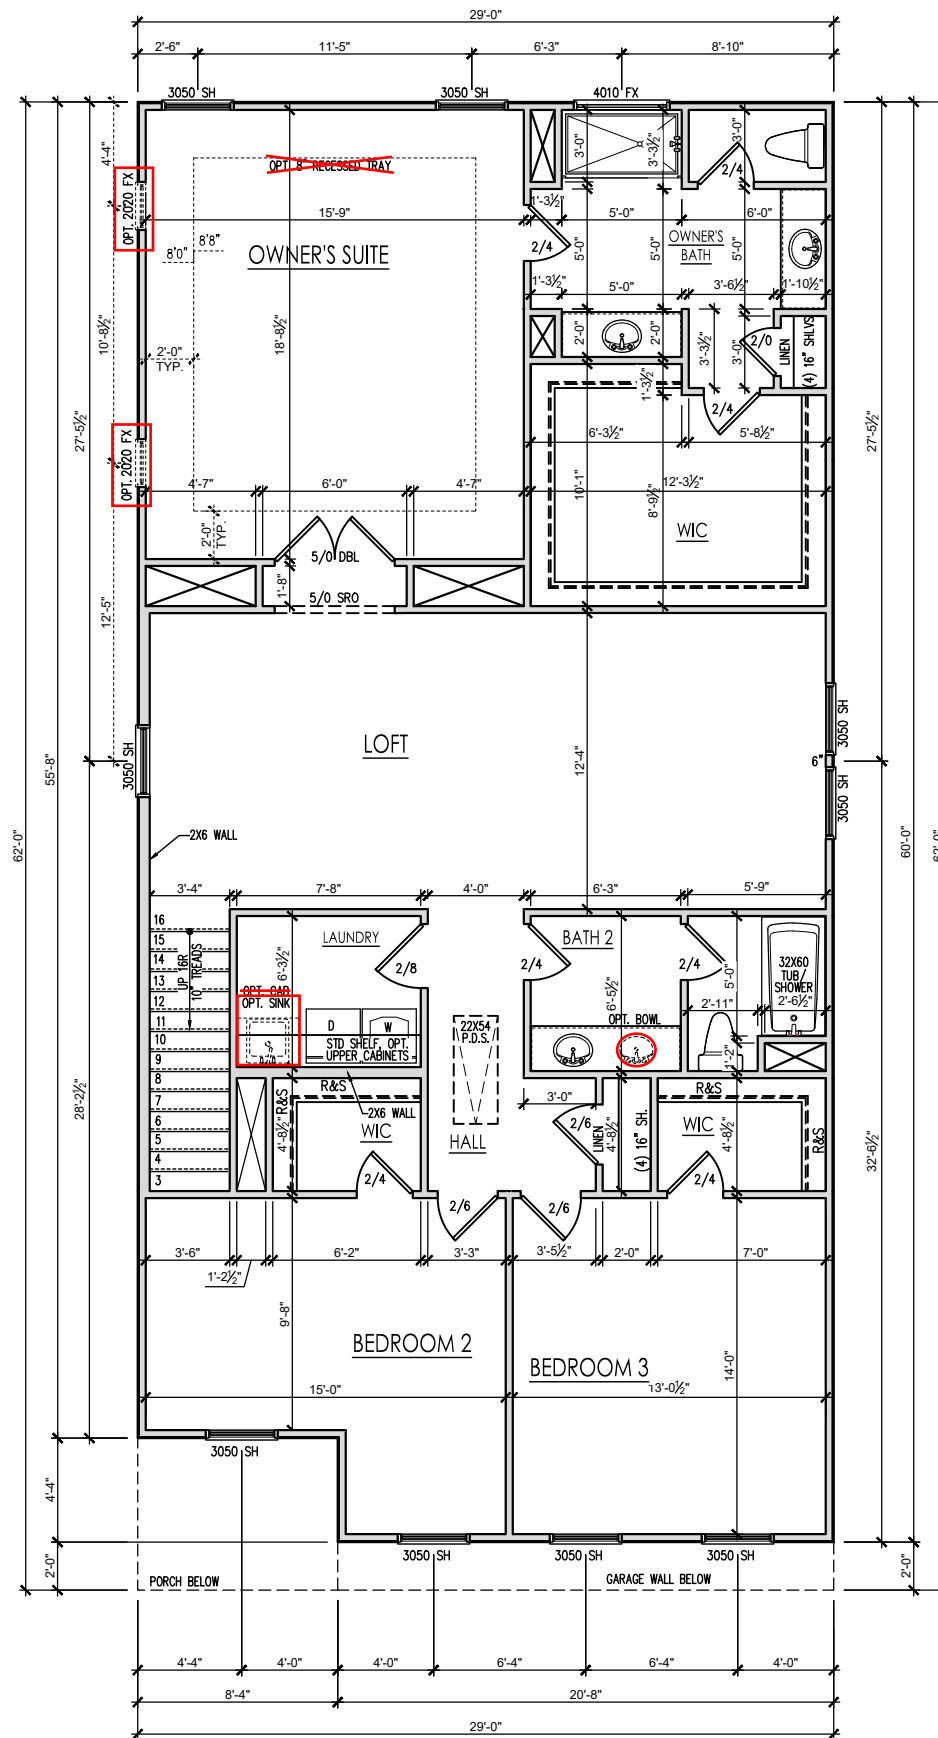 29'-0"
2'-6" 11'-5" 6'-3" 8'-10"
3050 SH 3050 SH 4010 FX
4'-4"
OPT. 8" RECESSED TRAY
3'-0" 3'-3½" 3'-0"
2/4
OPT. 2020 FX
15'-9" 1'-3½" 5'-0" 6'-0"
8'8"
8'0"
OWNER'S SUITE
2/4
5'-0" 5'-0" 5'-0"
OWNER'S
BATH
1'-3½" 5'-0" 3'-6½" 1'-10½"
10'-8½"
18'-8½"
2'-0"
TYP.
2'-0" 2'-0" 3'-3½" 3'-0"
2/0
LINEN
(4) 16" SHLVS
1'-3½"
2/4
27'-5½" 27'-5½"
OPT. 2020 FX
6'-3½" 5'-8½"
4'-7" 6'-0" 4'-7"
10'-1" 8'-9½" 12'-3½"
WIC
2'-0"
TYP.
5/0 DBL
1'-8"
5/0 SRO
12'-5"
LOFT
12'-4"
3050 SH
3050 SH
6"
3050 SH
55'-8"
62'-0" 60'-0" 62'-0"
2X6 WALL
3'-4" 7'-8" 4'-0" 6'-3" 5'-9"
16
15
14
13
12
11
10
9
8
7
6
5
4
3
UP 16R
10" TREADS
LAUNDRY
6'-3½"
2/8
OPT. CAB
OPT. SINK
D W
STD SHELF, OPT.
UPPER CABINETS
BATH 2
2/4 2/4
6'-5½"
5'-0"
32X60
TUB/
SHOWER
2'-11" 2'-6½"
OPT. BOWL
22X54
P.D.S.
1'-2"
R&S
R&S
2X6 WALL
4'-8½"
WIC
2/4
HALL
3'-0"
2/6
LINEN
4'-8½"
(4) 16" SH.
R&S
WIC
4'-8½"
R&S
2/4
28'-2½"
32'-6½"
2/6 2/6
3'-6" 6'-2" 3'-3" 3'-5½" 2'-0" 7'-0"
1'-2½"
9'-8"
BEDROOM 2
BEDROOM 3
14'-0"
15'-0" 13'-0½"
3050 SH
4'-4"
3050 SH 3050 SH 3050 SH
2'-0" 2'-0"
PORCH BELOW GARAGE WALL BELOW
4'-4" 4'-0" 4'-0" 6'-4" 6'-4" 4'-0"
8'-4" 20'-8"
29'-0"